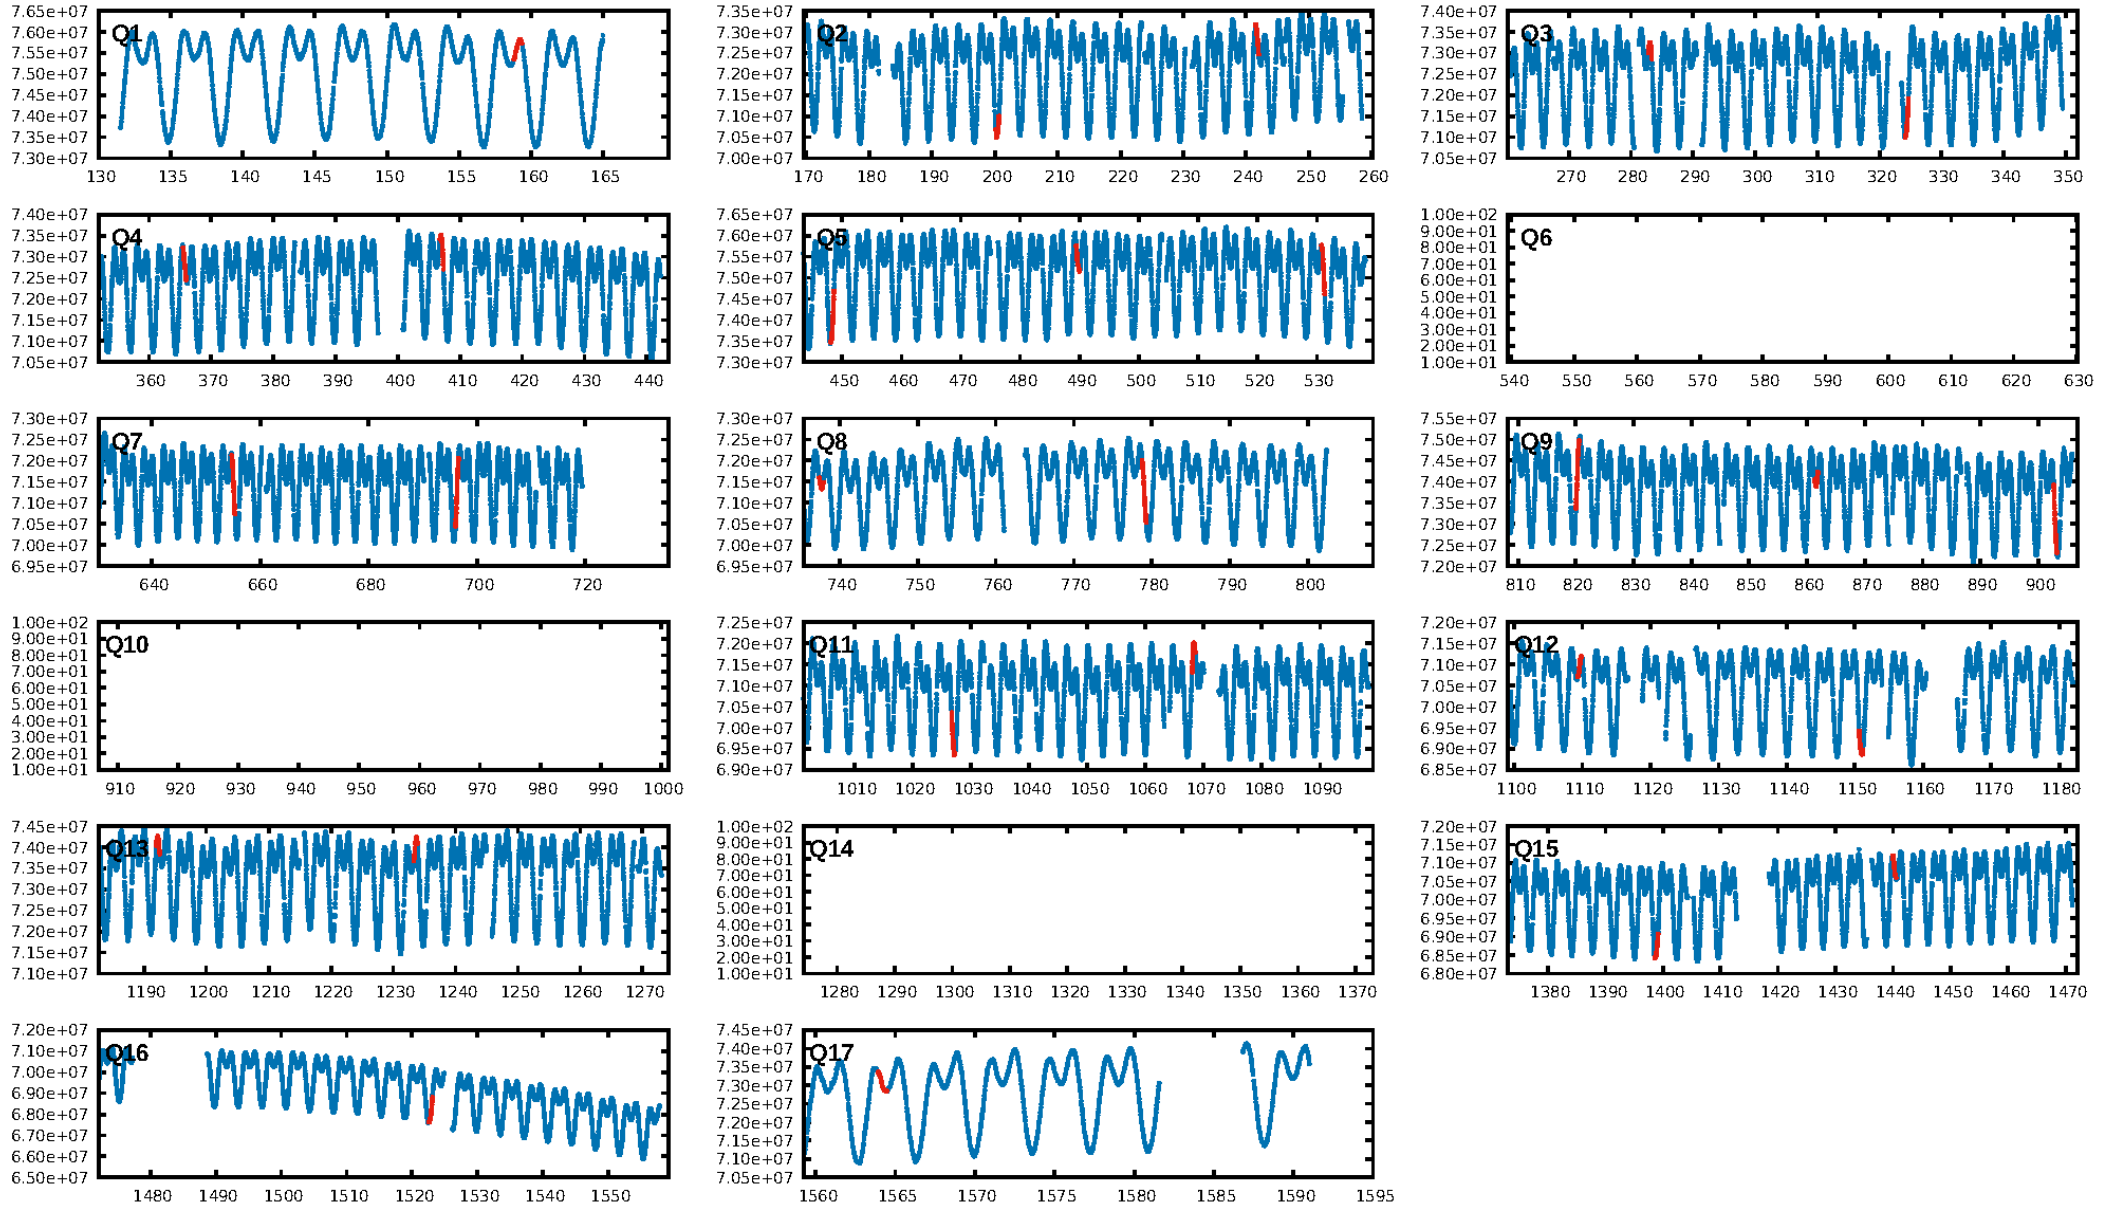 7.65e+07
7.60e+07
7.55e+07
7.50e+07
7.45e+07
7.40e+07
7.35e+07
7.30e+07
Q1
130 135 140 145 150 155 160 165
7.35e+07
7.30e+07
7.25e+07
7.20e+07
7.15e+07
7.10e+07
7.05e+07
7.00e+07
Q2
170 180 190 200 210 220 230 240 250 260
7.40e+07
7.35e+07
7.30e+07
7.25e+07
7.20e+07
7.15e+07
7.10e+07
7.05e+07
Q3
270 280 290 300 310 320 330 340 350
7.40e+07
7.35e+07
7.30e+07
7.25e+07
7.20e+07
7.15e+07
7.10e+07
7.05e+07
Q4
360 370 380 390 400 410 420 430 440
7.65e+07
7.60e+07
7.55e+07
7.50e+07
7.45e+07
7.40e+07
7.35e+07
7.30e+07
Q5
450 460 470 480 490 500 510 520 530
1.00e+02
9.00e+01
8.00e+01
7.00e+01
6.00e+01
5.00e+01
4.00e+01
3.00e+01
2.00e+01
1.00e+01
Q6
540 550 560 570 580 590 600 610 620 630
7.30e+07
7.25e+07
7.20e+07
7.15e+07
7.10e+07
7.05e+07
7.00e+07
6.95e+07
Q7
640 660 680 700 720
7.30e+07
7.25e+07
7.20e+07
7.15e+07
7.10e+07
7.05e+07
7.00e+07
6.95e+07
Q8
740 750 760 770 780 790 800
7.55e+07
7.50e+07
7.45e+07
7.40e+07
7.35e+07
7.30e+07
7.25e+07
7.20e+07
Q9
810 820 830 840 850 860 870 880 890 900
1.00e+02
9.00e+01
8.00e+01
7.00e+01
6.00e+01
5.00e+01
4.00e+01
3.00e+01
2.00e+01
1.00e+01
Q10
910 920 930 940 950 960 970 980 990 1000
7.25e+07
7.20e+07
7.15e+07
7.10e+07
7.05e+07
7.00e+07
6.95e+07
6.90e+07
Q11
1010 1020 1030 1040 1050 1060 1070 1080 1090
7.20e+07
7.15e+07
7.10e+07
7.05e+07
7.00e+07
6.95e+07
6.90e+07
6.85e+07
Q12
1100 1110 1120 1130 1140 1150 1160 1170 1180
7.45e+07
7.40e+07
7.35e+07
7.30e+07
7.25e+07
7.20e+07
7.15e+07
7.10e+07
Q13
1190 1200 1210 1220 1230 1240 1250 1260 1270
1.00e+02
9.00e+01
8.00e+01
7.00e+01
6.00e+01
5.00e+01
4.00e+01
3.00e+01
2.00e+01
1.00e+01
Q14
1280 1290 1300 1310 1320 1330 1340 1350 1360 1370
7.20e+07
7.15e+07
7.10e+07
7.05e+07
7.00e+07
6.95e+07
6.90e+07
6.85e+07
6.80e+07
Q15
1380 1390 1400 1410 1420 1430 1440 1450 1460 1470
7.20e+07
7.10e+07
7.00e+07
6.90e+07
6.80e+07
6.70e+07
6.60e+07
6.50e+07
Q16
1480 1490 1500 1510 1520 1530 1540 1550
7.45e+07
7.40e+07
7.35e+07
7.30e+07
7.25e+07
7.20e+07
7.15e+07
7.10e+07
7.05e+07
Q17
1560 1565 1570 1575 1580 1585 1590 1595